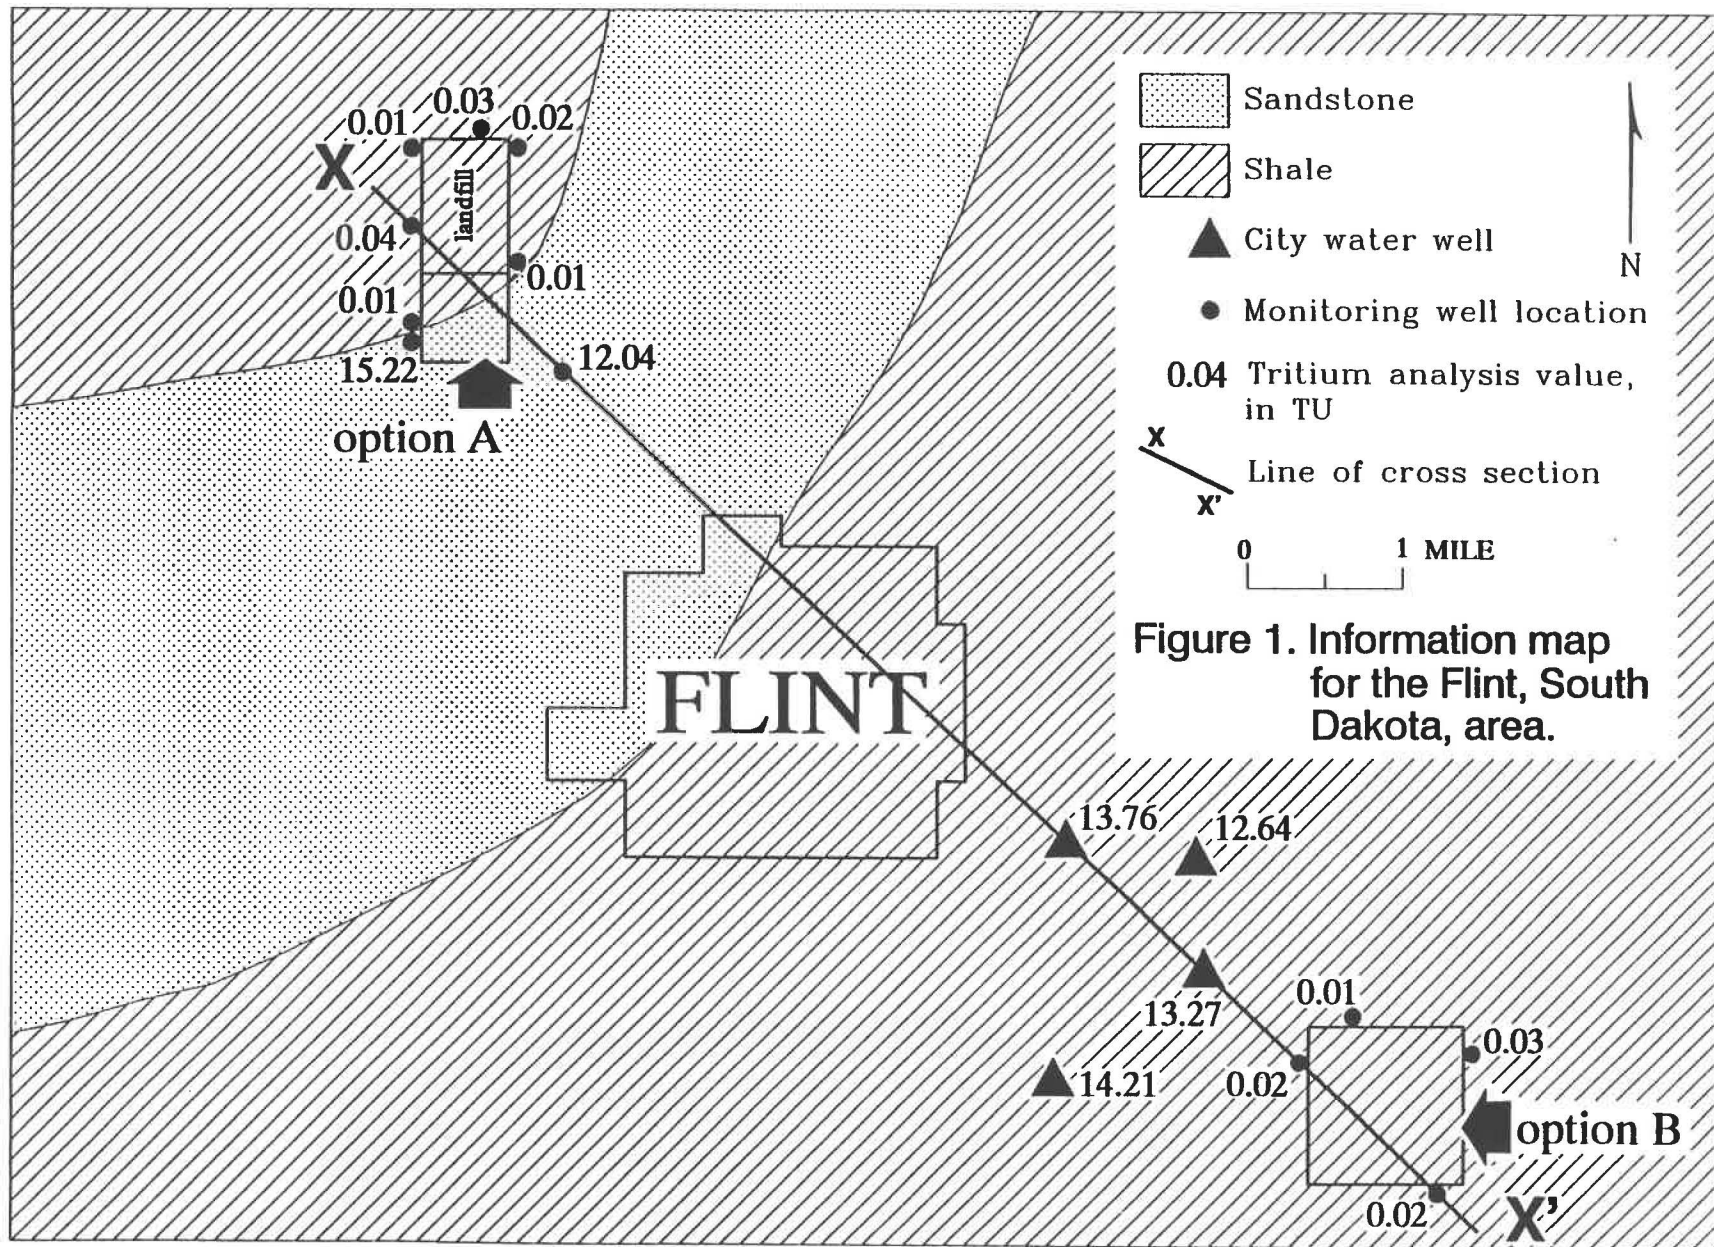 0.03
0.01
0.02
X
landfill
0.04
0.01
0.01
15.22
12.04
option A
FLINT
13.76
12.64
13.27
14.21
0.01
0.03
0.02
option B
0.02
X'
Sandstone
Shale
City water well
Monitoring well location
0.04 Tritium analysis value,
in TU
X
X'
Line of cross section
N
0 1 MILE
Figure 1. Information map
for the Flint, South
Dakota, area.